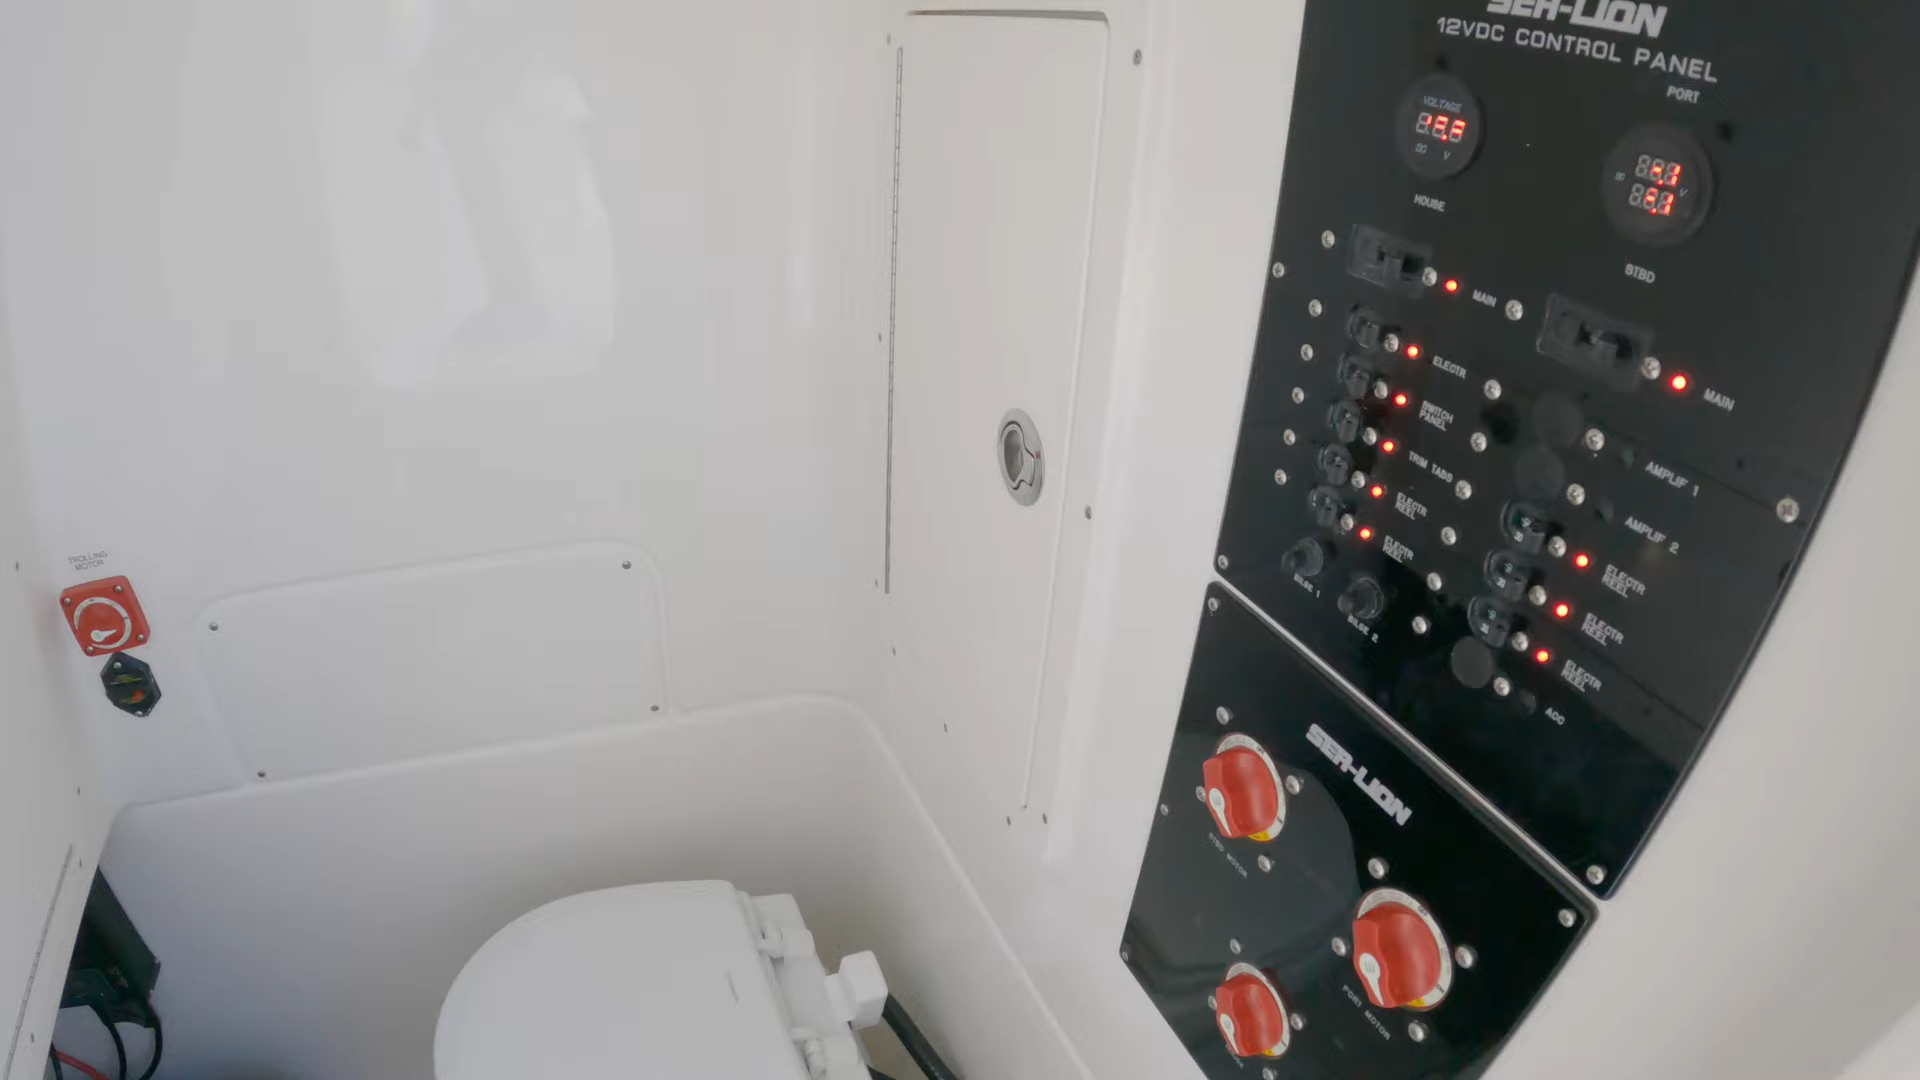 SEA-LION
12VDC CONTROL PANEL
PORT
VOLTAGE
DC V
HOUSE
DC V
STBD
MAIN
MAIN
ELECTR
SWITCH
PANEL
TRIM TABS
ELECTR
REEL
ELECTR
REEL
BILGE 1
BILGE 2
AMPLIF 1
AMPLIF 2
ELECTR
REEL
ELECTR
REEL
ELECTR
REEL
ACC
SEA-LION
STBD MOTOR
PORT MOTOR
TROLLING
MOTOR